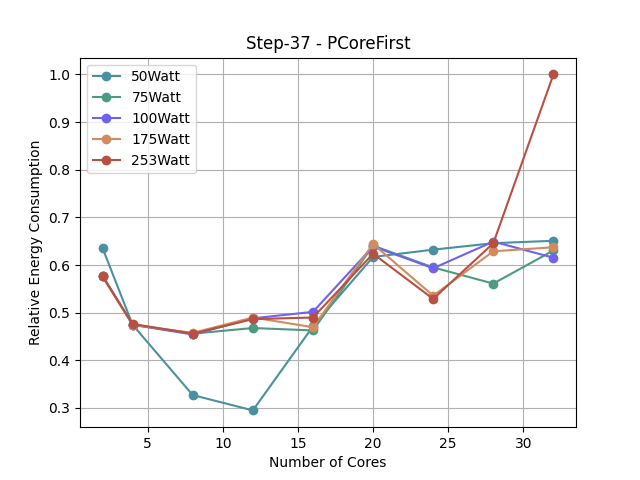 Step-37 - PCoreFirst
50Watt
75Watt
100Watt
175Watt
253Watt
1.0
0.9
0.8
0.7
0.6
0.5
0.4
0.3
Relative Energy Consumption
5 10 15 20 25 30
Number of Cores